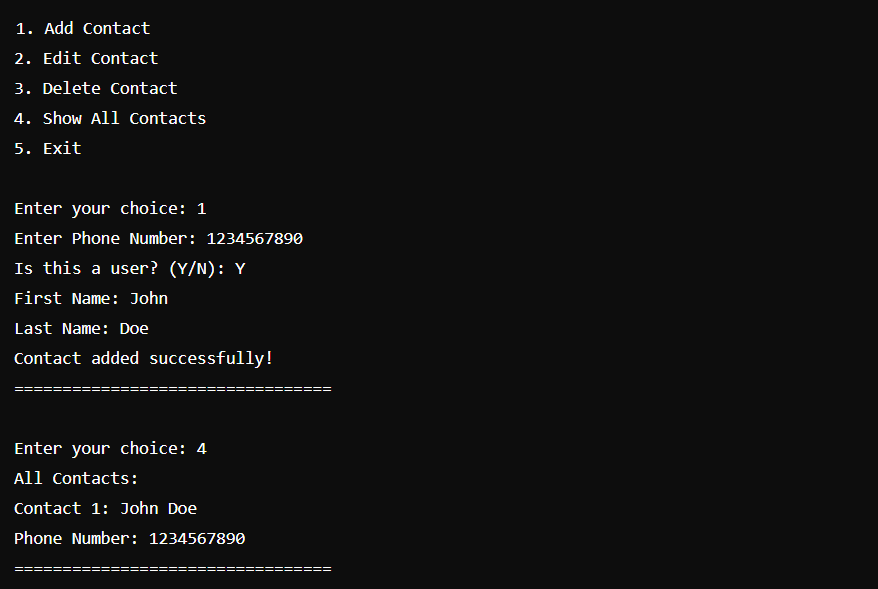 1. Add Contact
2. Edit Contact
3. Delete Contact
4. Show All Contacts
5. Exit
Enter your choice: 1
Enter Phone Number: 1234567890
Is this a user? (Y/N): Y
First Name: John
Last Name: Doe
Contact added successfully!
=================================
Enter your choice: 4
All Contacts:
Contact 1: John Doe
Phone Number: 1234567890
=================================